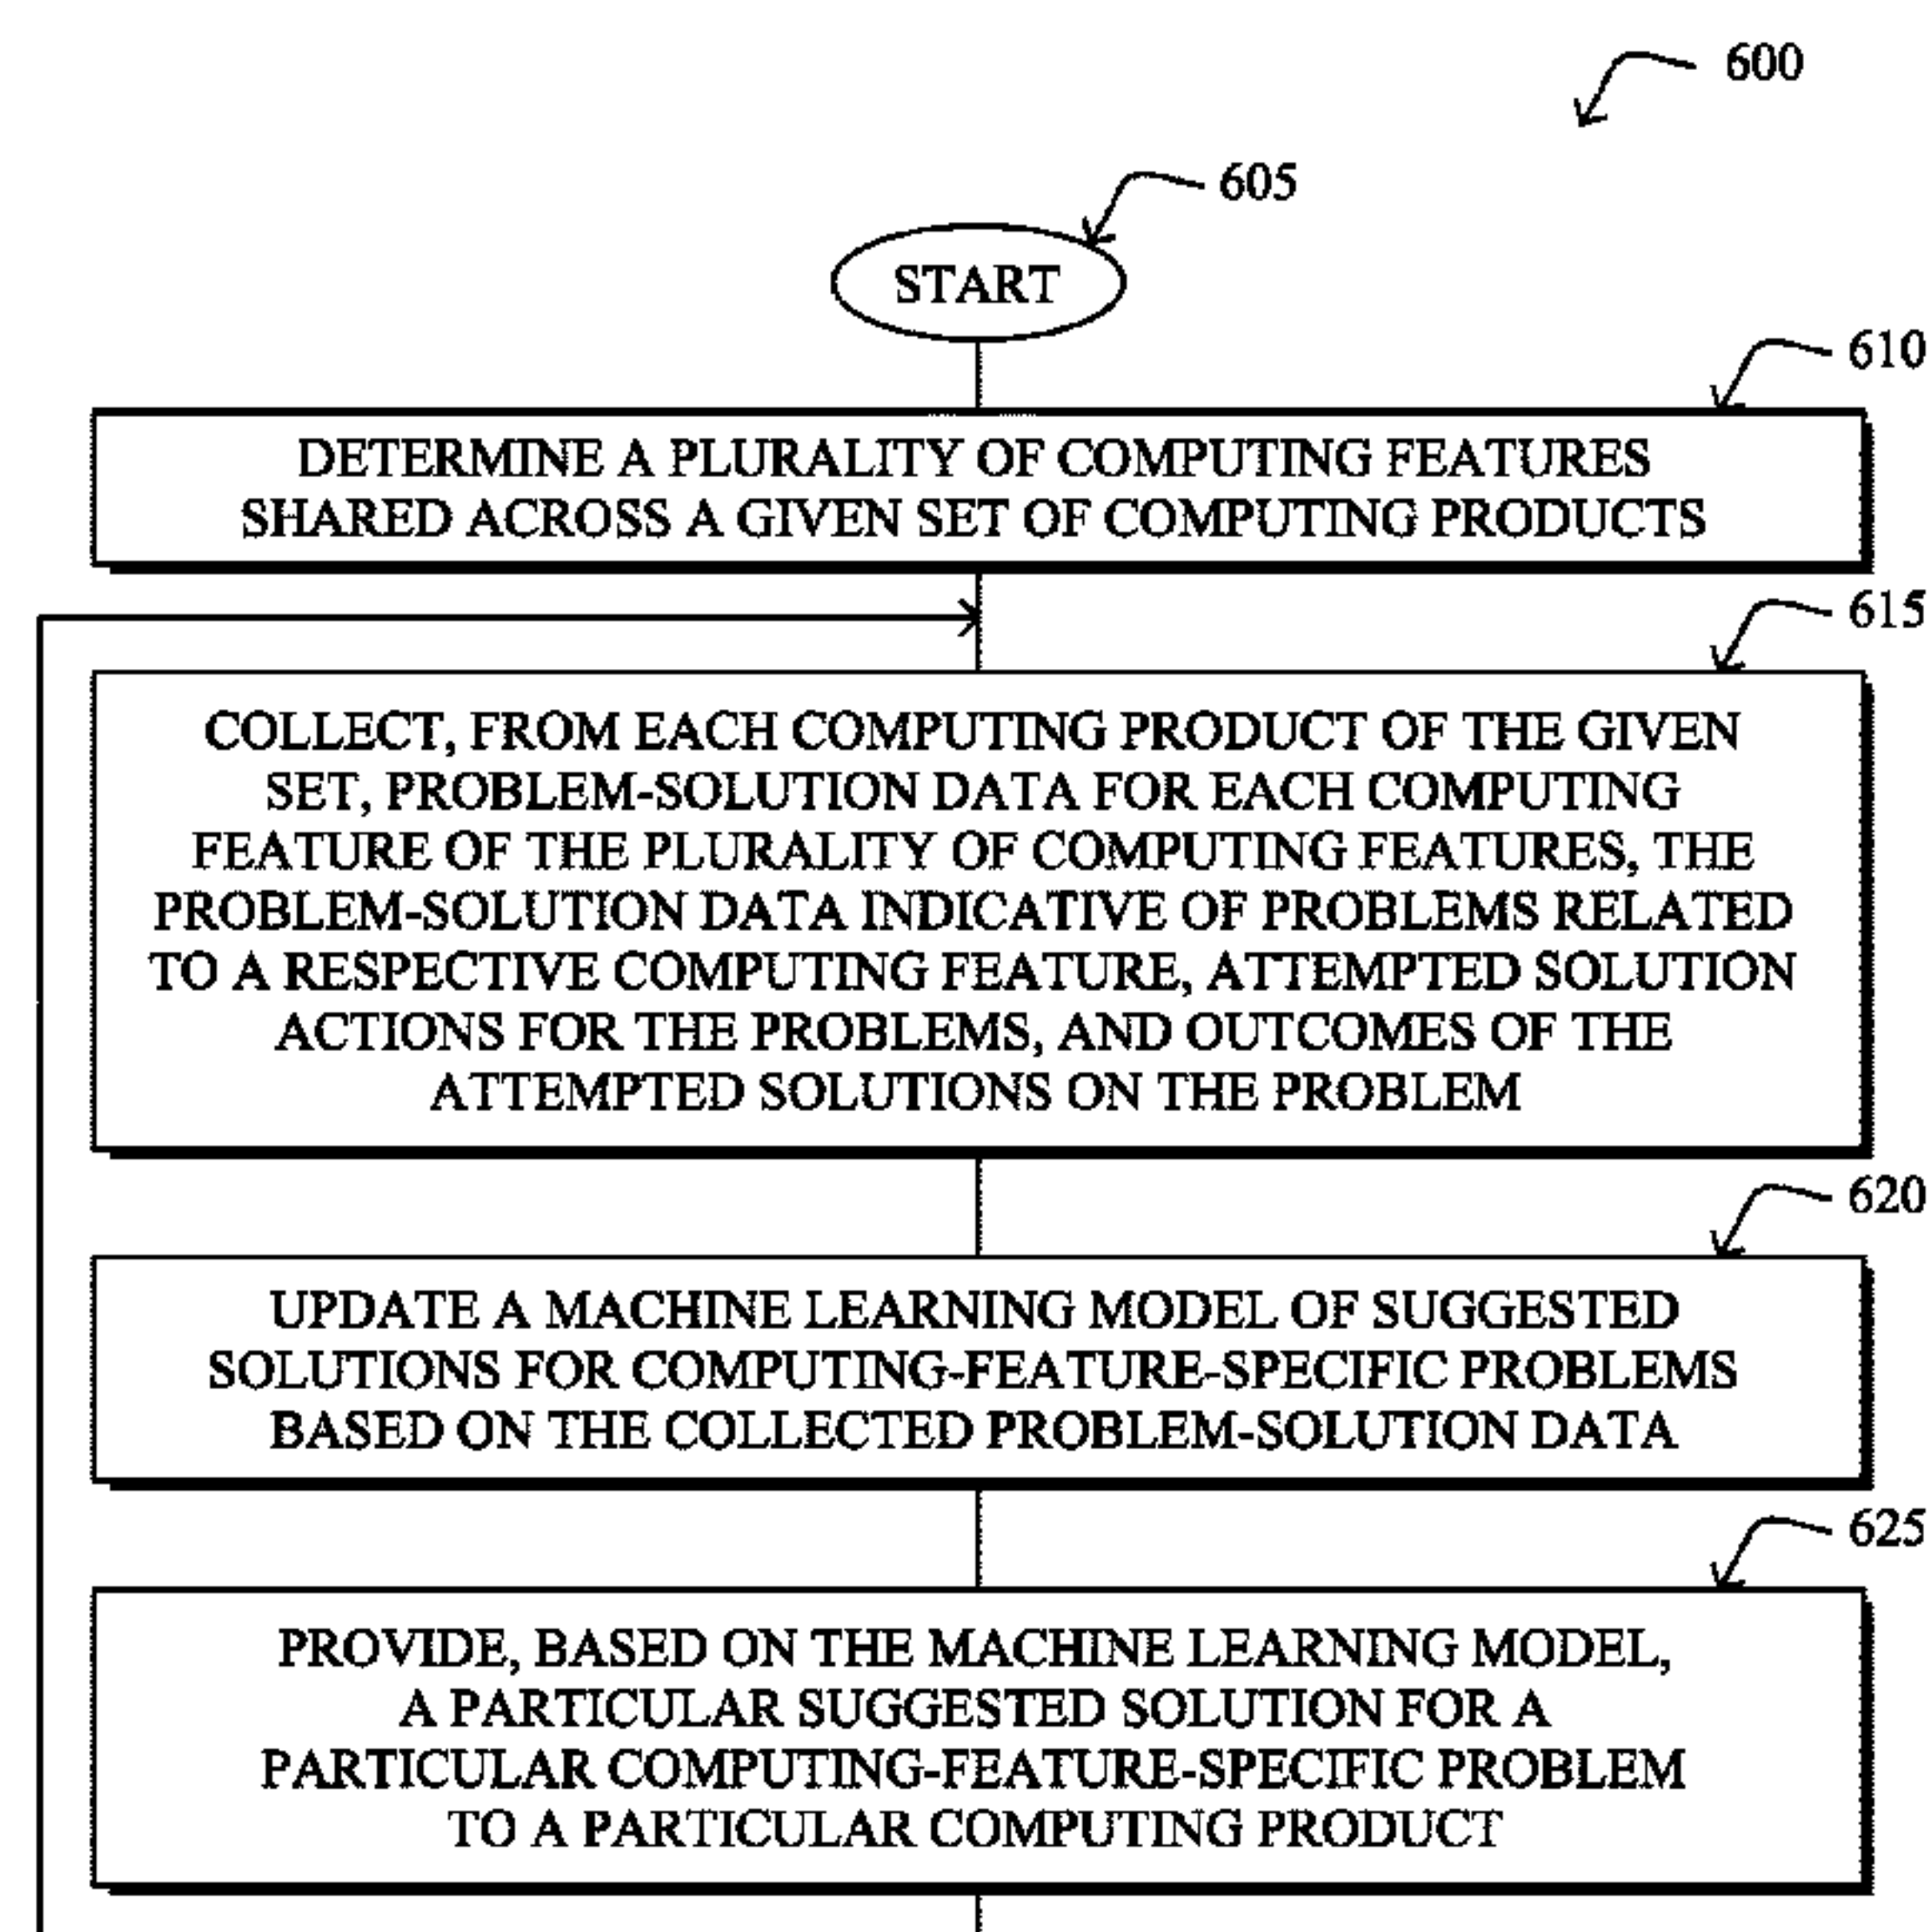 600
605
START
610
DETERMINE A PLURALITY OF COMPUTING FEATURES
SHARED ACROSS A GIVEN SET OF COMPUTING PRODUCTS
615
COLLECT, FROM EACH COMPUTING PRODUCT OF THE GIVEN
SET, PROBLEM-SOLUTION DATA FOR EACH COMPUTING
FEATURE OF THE PLURALITY OF COMPUTING FEATURES, THE
PROBLEM-SOLUTION DATA INDICATIVE OF PROBLEMS RELATED
TO A RESPECTIVE COMPUTING FEATURE, ATTEMPTED SOLUTION
ACTIONS FOR THE PROBLEMS, AND OUTCOMES OF THE
ATTEMPTED SOLUTIONS ON THE PROBLEM
620
UPDATE A MACHINE LEARNING MODEL OF SUGGESTED
SOLUTIONS FOR COMPUTING-FEATURE-SPECIFIC PROBLEMS
BASED ON THE COLLECTED PROBLEM-SOLUTION DATA
625
PROVIDE, BASED ON THE MACHINE LEARNING MODEL,
A PARTICULAR SUGGESTED SOLUTION FOR A
PARTICULAR COMPUTING-FEATURE-SPECIFIC PROBLEM
TO A PARTICULAR COMPUTING PRODUCT